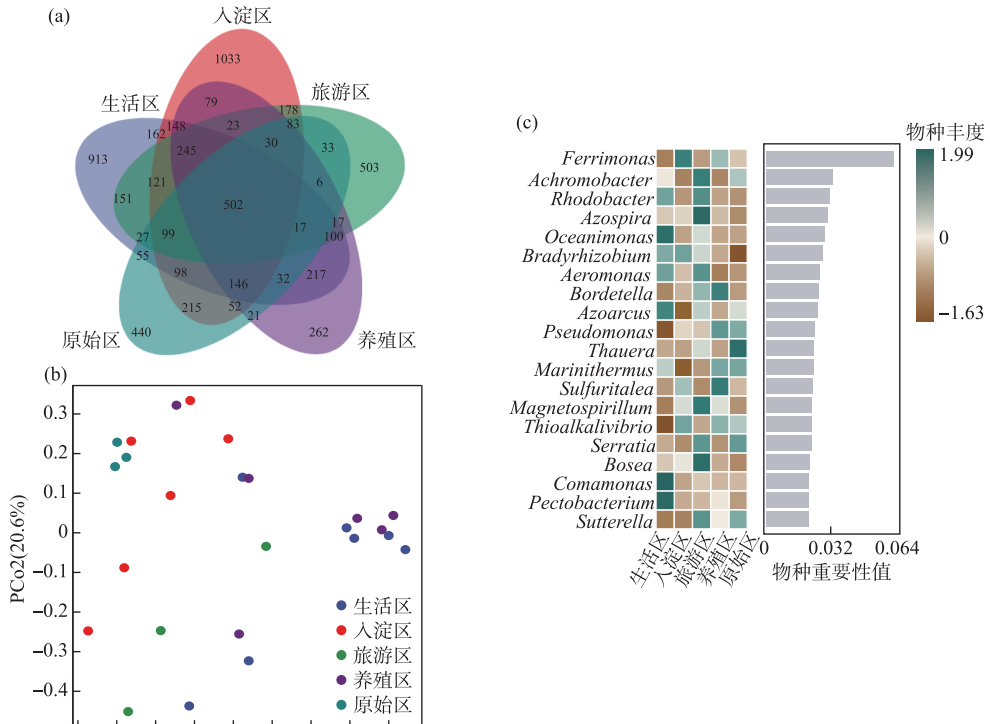 (a)
入淀区
1033
生活区
旅游区
79
178
148
23
83
162
30
33
913
245
503
121
6
151
502
17
17
27
99
100
55
98
32
217
146
215
52
21
原始区
440
262
养殖区
(b)
0.3
0.2
0.1
0
−0.1
−0.2
−0.3
−0.4
PCo2(20.6%)
生活区
入淀区
旅游区
养殖区
原始区
(c)
物种丰度
1.99
0
−1.63
Ferrimonas
Achromobacter
Rhodobacter
Azospira
Oceanimonas
Bradyrhizobium
Aeromonas
Bordetella
Azoarcus
Pseudomonas
Thauera
Marinithermus
Sulfuritalea
Magnetospirillum
Thioalkalivibrio
Serratia
Bosea
Comamonas
Pectobacterium
Sutterella
生活区
入淀区
旅游区
养殖区
原始区
0
0.032
0.064
物种重要性值